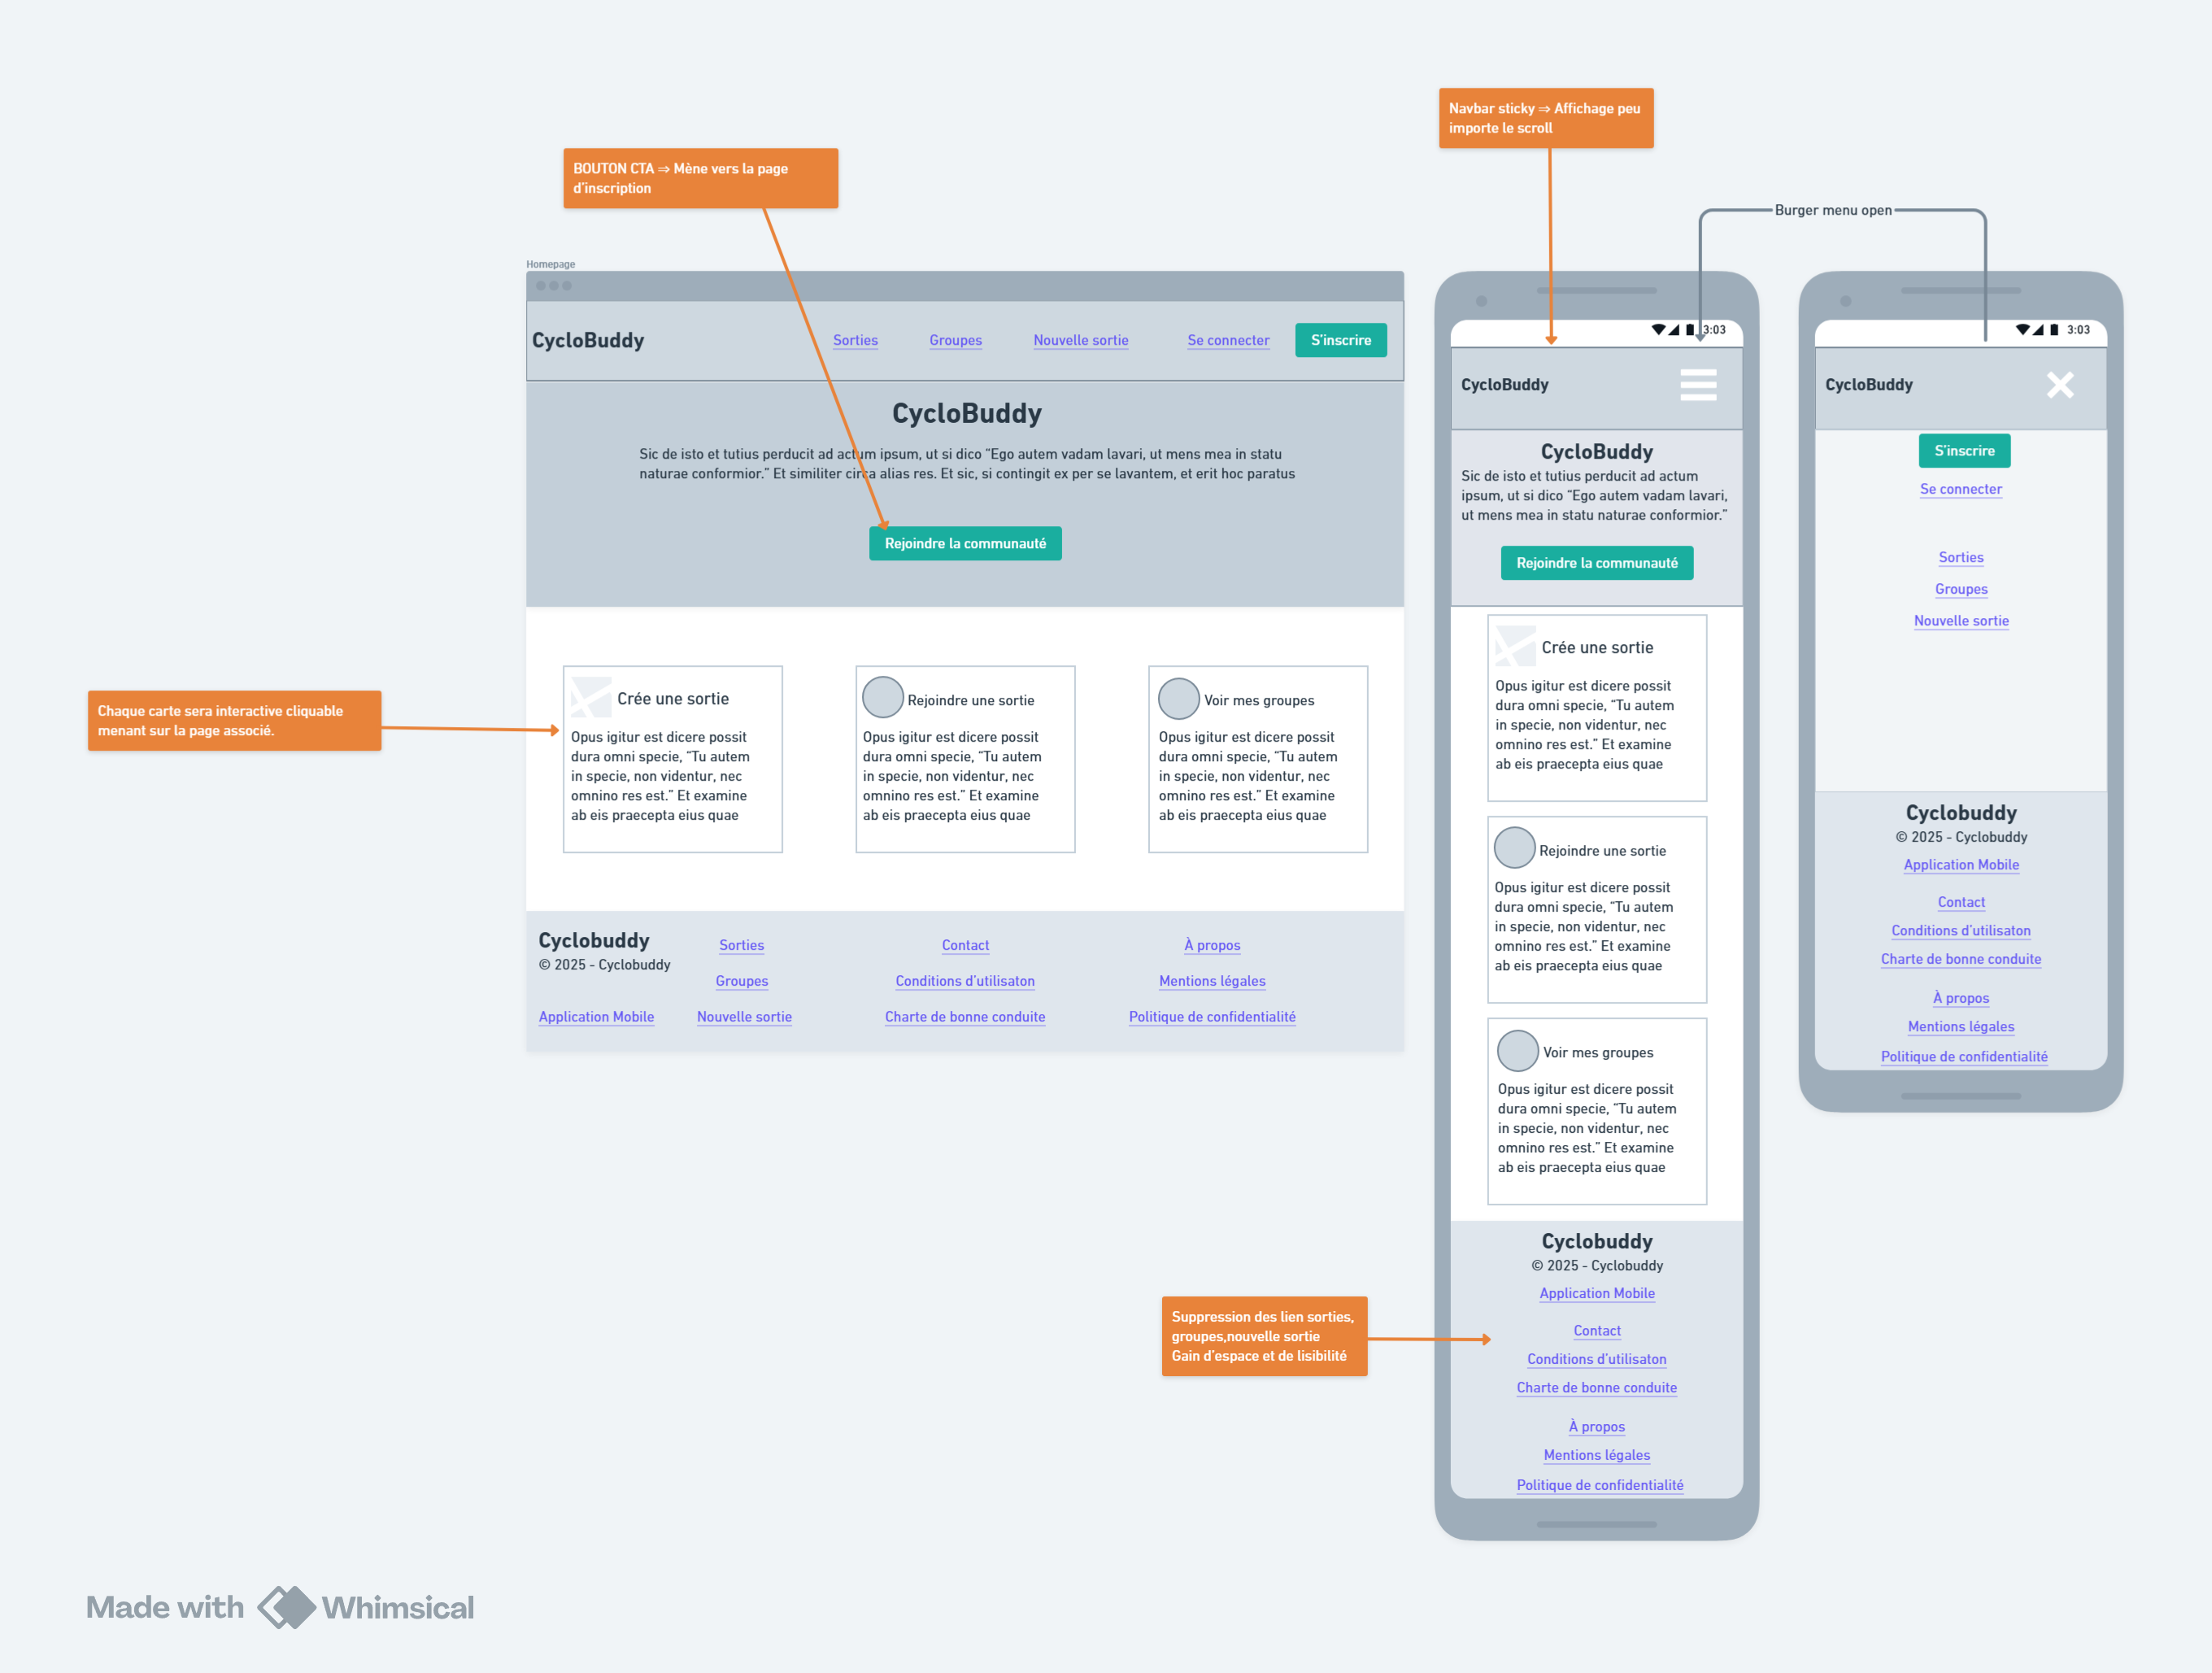 Navbar sticky ⇒ Affichage peu
importe le scroll
BOUTON CTA ⇒ Mène vers la page
d'inscription
Burger menu open
Homepage
CycloBuddy
Sorties
Groupes
Nouvelle sortie
Se connecter
S'inscrire
CycloBuddy
Sic de isto et tutius perducit ad actum ipsum, ut si dico “Ego autem vadam lavari, ut mens mea in statu
naturae conformior.” Et similiter circa alias res. Et sic, si contingit ex per se lavantem, et erit hoc paratus
Rejoindre la communauté
Chaque carte sera interactive cliquable
menant sur la page associé.
Crée une sortie
Opus igitur est dicere possit
dura omni specie, “Tu autem
in specie, non videntur, nec
omnino res est.” Et examine
ab eis praecepta eius quae
Rejoindre une sortie
Opus igitur est dicere possit
dura omni specie, “Tu autem
in specie, non videntur, nec
omnino res est.” Et examine
ab eis praecepta eius quae
Voir mes groupes
Opus igitur est dicere possit
dura omni specie, “Tu autem
in specie, non videntur, nec
omnino res est.” Et examine
ab eis praecepta eius quae
Cyclobuddy
© 2025 - Cyclobuddy
Application Mobile
Sorties
Groupes
Nouvelle sortie
Contact
Conditions d'utilisaton
Charte de bonne conduite
À propos
Mentions légales
Politique de confidentialité
3:03
CycloBuddy
CycloBuddy
Sic de isto et tutius perducit ad actum
ipsum, ut si dico “Ego autem vadam lavari,
ut mens mea in statu naturae conformior.”
Rejoindre la communauté
Crée une sortie
Opus igitur est dicere possit
dura omni specie, “Tu autem
in specie, non videntur, nec
omnino res est.” Et examine
ab eis praecepta eius quae
Rejoindre une sortie
Opus igitur est dicere possit
dura omni specie, “Tu autem
in specie, non videntur, nec
omnino res est.” Et examine
ab eis praecepta eius quae
Voir mes groupes
Opus igitur est dicere possit
dura omni specie, “Tu autem
in specie, non videntur, nec
omnino res est.” Et examine
ab eis praecepta eius quae
Suppression des lien sorties,
groupes,nouvelle sortie
Gain d'espace et de lisibilité
Cyclobuddy
© 2025 - Cyclobuddy
Application Mobile
Contact
Conditions d'utilisaton
Charte de bonne conduite
À propos
Mentions légales
Politique de confidentialité
3:03
CycloBuddy
S'inscrire
Se connecter
Sorties
Groupes
Nouvelle sortie
Cyclobuddy
© 2025 - Cyclobuddy
Application Mobile
Contact
Conditions d'utilisaton
Charte de bonne conduite
À propos
Mentions légales
Politique de confidentialité
Made with Whimsical